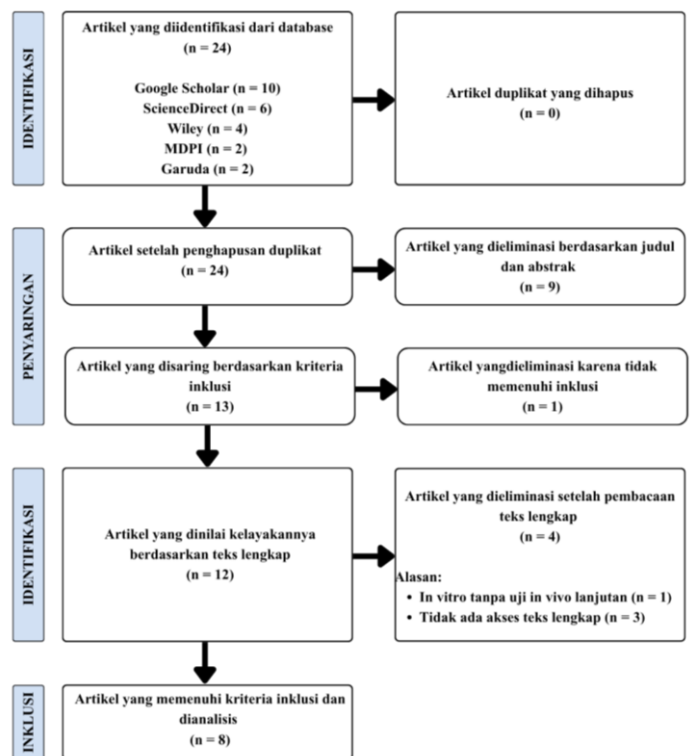 IDENTIFIKASI
Artikel yang diidentifikasi dari database
(n = 24)
Google Scholar (n = 10)
ScienceDirect (n = 6)
Wiley (n = 4)
MDPI (n = 2)
Garuda (n = 2)
Artikel duplikat yang dihapus
(n = 0)
PENYARINGAN
Artikel setelah penghapusan duplikat
(n = 24)
Artikel yang dieliminasi berdasarkan judul
dan abstrak
(n = 9)
Artikel yang disaring berdasarkan kriteria
inklusi
(n = 13)
Artikel yangdieliminasi karena tidak
memenuhi inklusi
(n = 1)
IDENTIFIKASI
Artikel yang dinilai kelayakannya
berdasarkan teks lengkap
(n = 12)
Artikel yang dieliminasi setelah pembacaan
teks lengkap
(n = 4)
Alasan:
• In vitro tanpa uji in vivo lanjutan (n = 1)
• Tidak ada akses teks lengkap (n = 3)
INKLUSI
Artikel yang memenuhi kriteria inklusi dan
dianalisis
(n = 8)